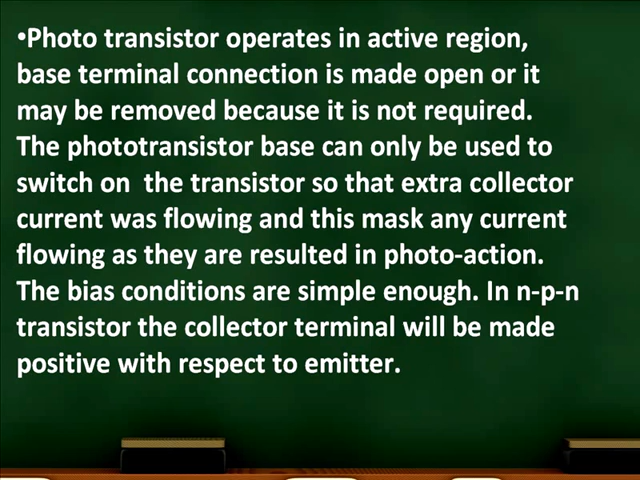 •Photo transistor operates in active region,
base terminal connection is made open or it
may be removed because it is not required.
The phototransistor base can only be used to
switch on  the transistor so that extra collector
current was flowing and this mask any current
flowing as they are resulted in photo-action.
The bias conditions are simple enough. In n-p-n
transistor the collector terminal will be made
positive with respect to emitter.